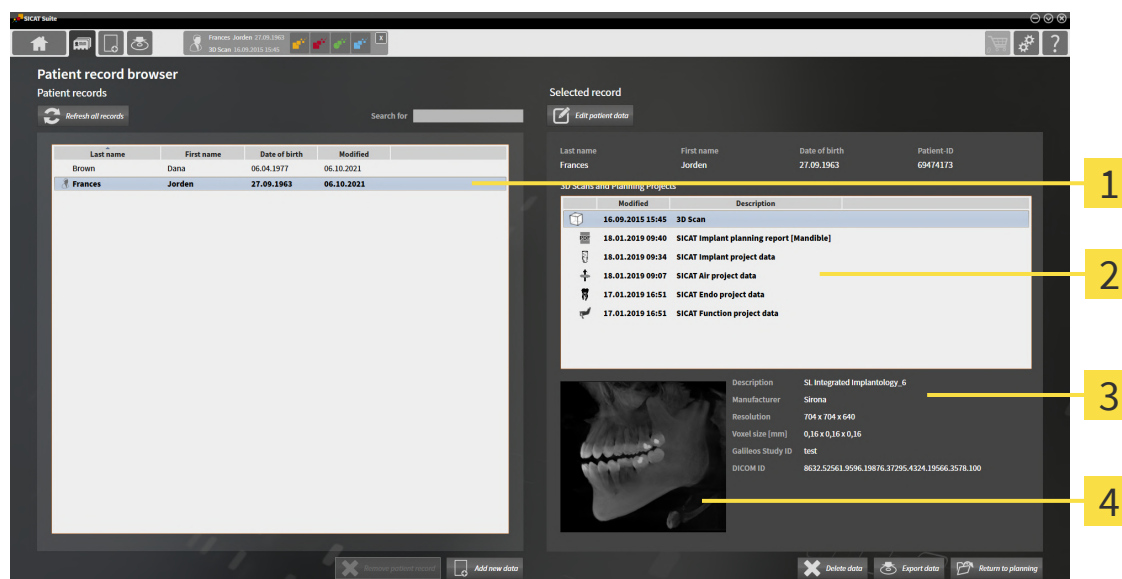 SICAT Suite
Frances Jorden 27.09.1963
3D Scan 16.09.2015 15:45
x
?
Patient record browser
Patient records
Refresh all records
Search for
Last name First name Date of birth Modified
Brown Dana 06.04.1977 06.10.2021
Frances Jorden 27.09.1963 06.10.2021
Remove patient record
Add new data
Selected record
Edit patient data
Last name First name Date of birth Patient-ID
Frances Jorden 27.09.1963 69474173
3D Scans and Planning Projects
Modified Description
16.09.2015 15:45 3D Scan
18.01.2019 09:40 SICAT Implant planning report [Mandible]
18.01.2019 09:34 SICAT Implant project data
18.01.2019 09:07 SICAT Air project data
17.01.2019 16:51 SICAT Endo project data
17.01.2019 16:51 SICAT Function project data
Description SL Integrated Implantology_6
Manufacturer Sirona
Resolution 704 x 704 x 640
Voxel size [mm] 0,16 x 0,16 x 0,16
Galileos Study ID test
DICOM ID 8632.52561.9596.19876.37295.4324.19566.3578.100
Delete data
Export data
Return to planning
1
2
3
4